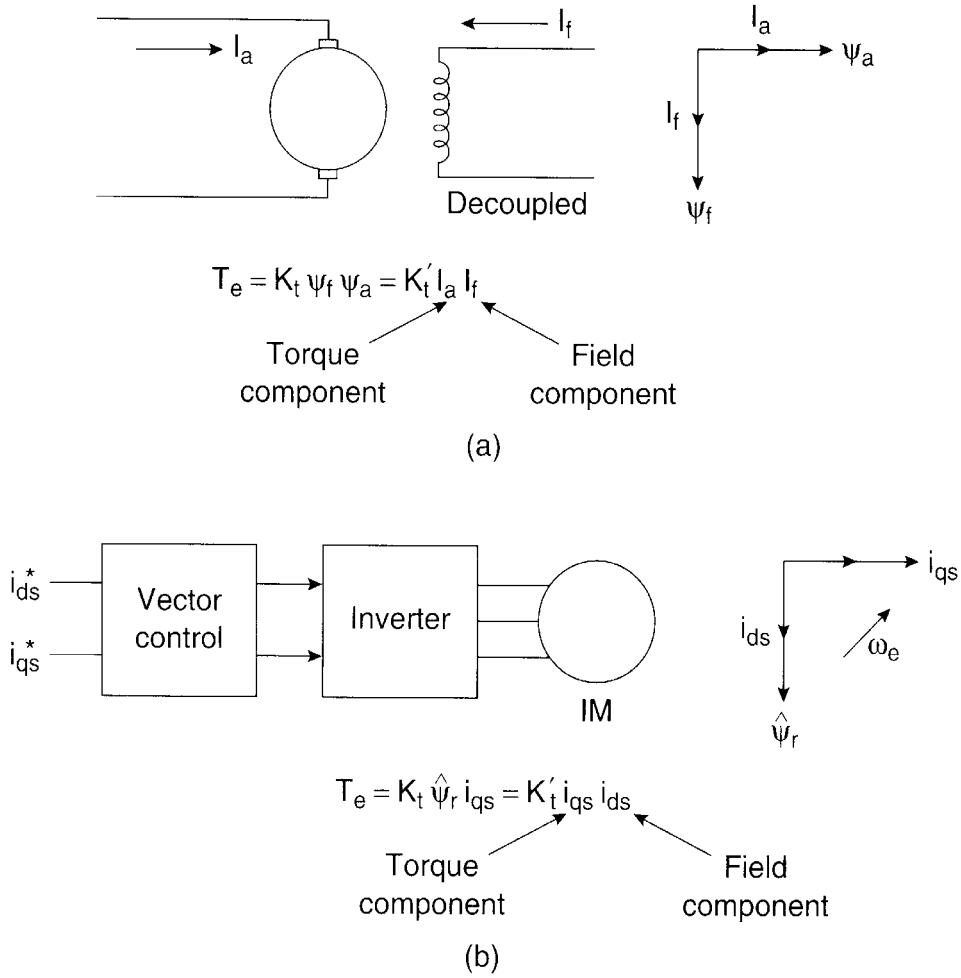 I_a
I_f
Decoupled
I_a
ψ_a
I_f
ψ_f
T_e = K_t ψ_f ψ_a = K_t′ I_a I_f
Torque component
Field component
(a)
i_ds*
i_qs*
Vector control
Inverter
IM
i_qs
i_ds
ω_e
ψ̂_r
T_e = K_t ψ̂_r i_qs = K_t′ i_qs i_ds
Torque component
Field component
(b)